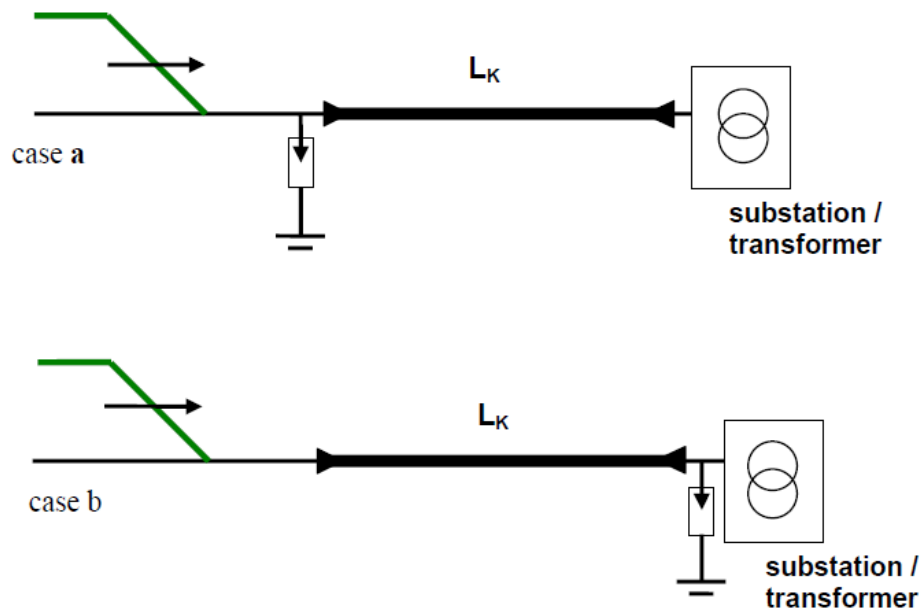 L_K
case a
substation /
transformer
L_K
case b
substation /
transformer